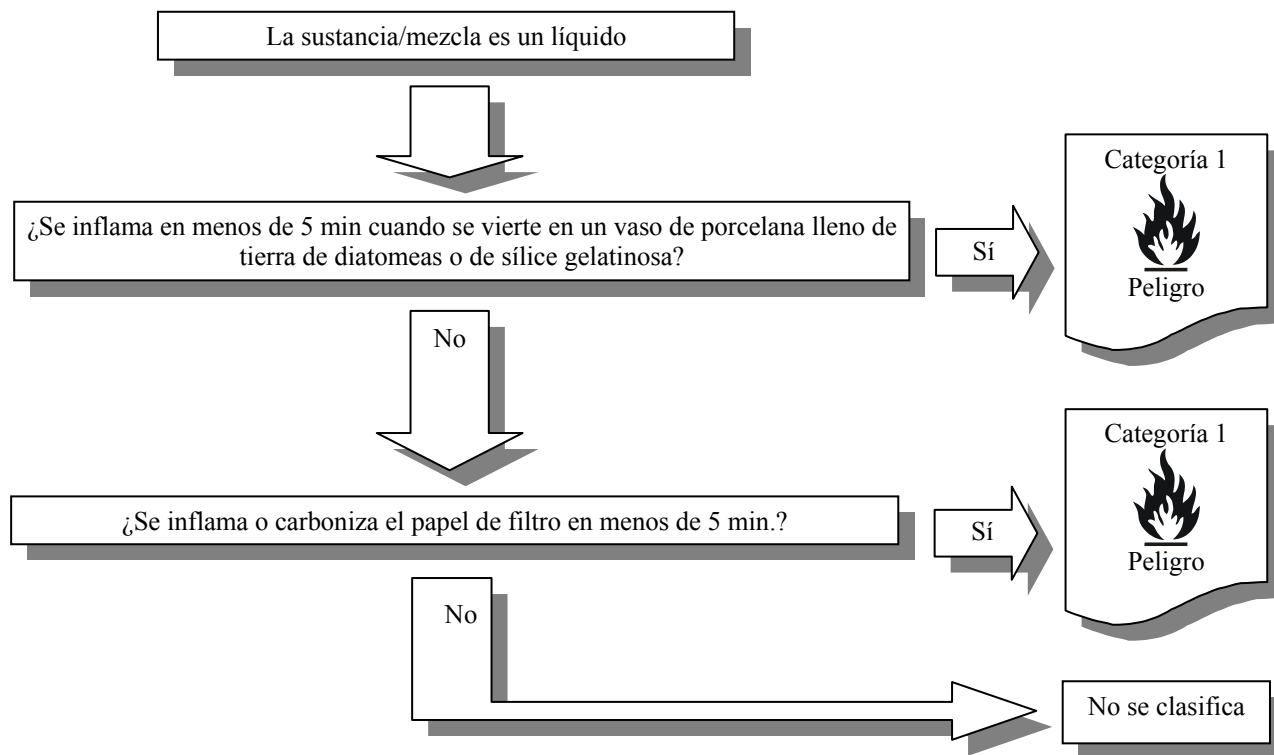 La sustancia/mezcla es un líquido
¿Se inflama en menos de 5 min cuando se vierte en un vaso de porcelana lleno de
tierra de diatomeas o de sílice gelatinosa?
Sí
Categoría 1
Peligro
No
¿Se inflama o carboniza el papel de filtro en menos de 5 min.?
Sí
Categoría 1
Peligro
No
No se clasifica